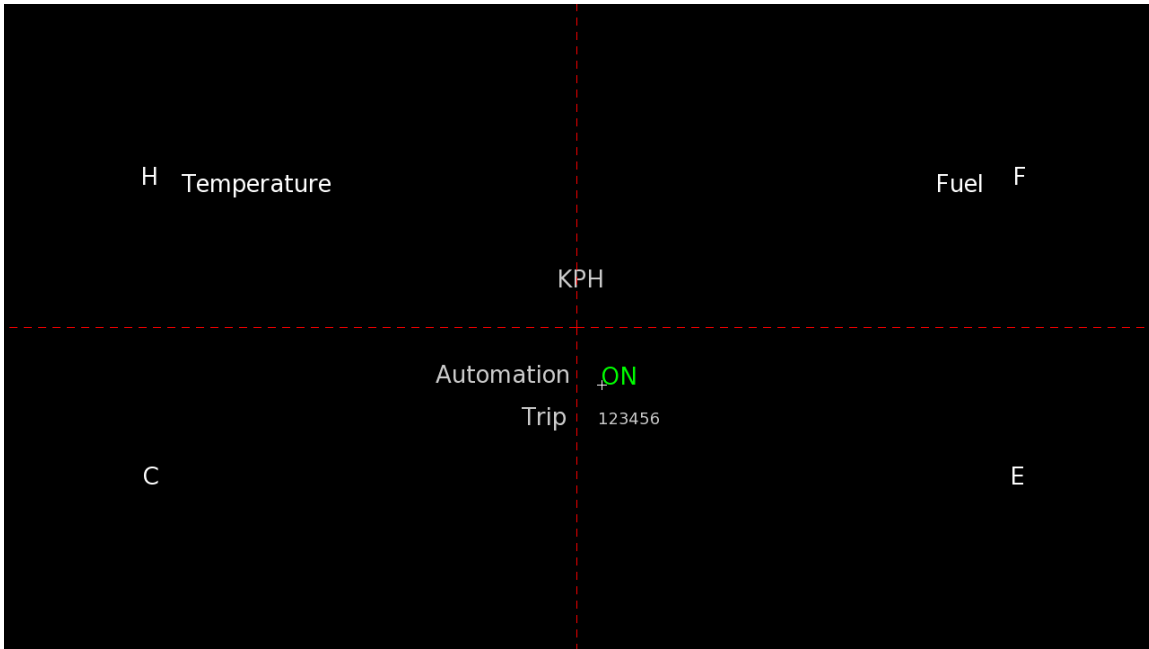 H Temperature Fuel F
KPH
Automation ON
Trip 123456
C E